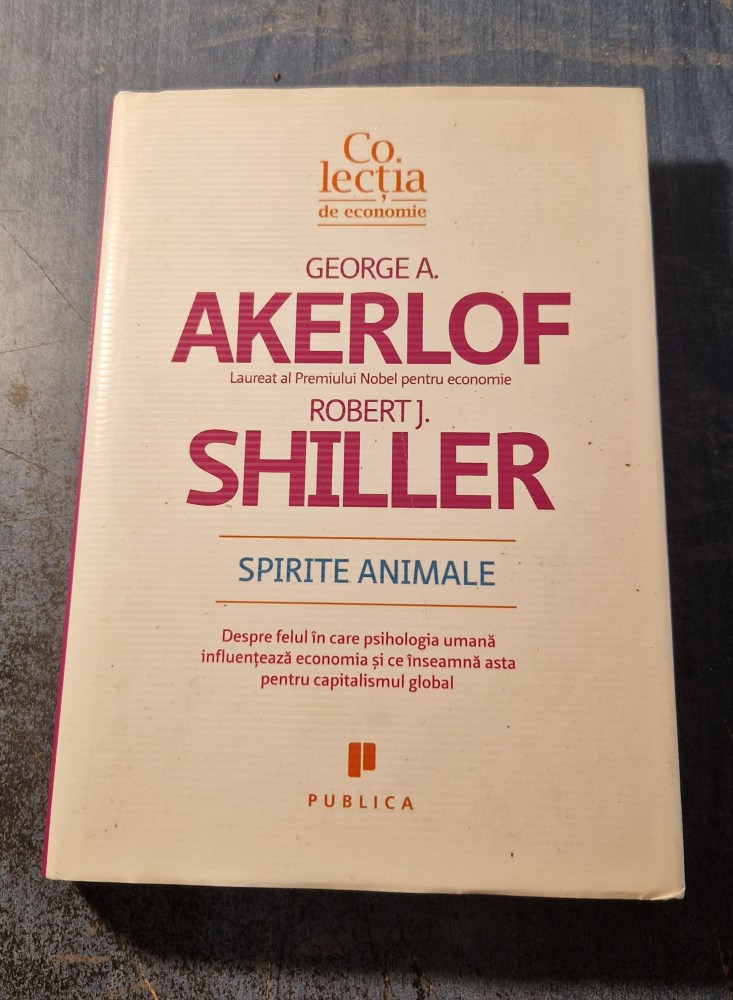 Co.
lecția
de economie
GEORGE A.
AKERLOF
Laureat al Premiului Nobel pentru economie
ROBERT J.
SHILLER
SPIRITE ANIMALE
Despre felul în care psihologia umană
influențează economia și ce înseamnă asta
pentru capitalismul global
PUBLICA